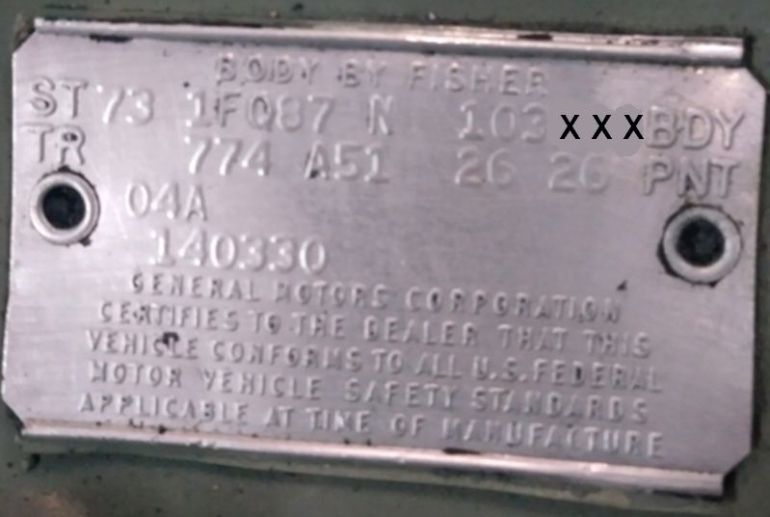 BODY BY FISHER
ST 73 1FQ87 N 103 XXX BDY
TR 774 A51 26 26 PNT
04A
140330
GENERAL MOTORS CORPORATION
CERTIFIES TO THE DEALER THAT THIS
VEHICLE CONFORMS TO ALL U.S. FEDERAL
MOTOR VEHICLE SAFETY STANDARDS
APPLICABLE AT TIME OF MANUFACTURE